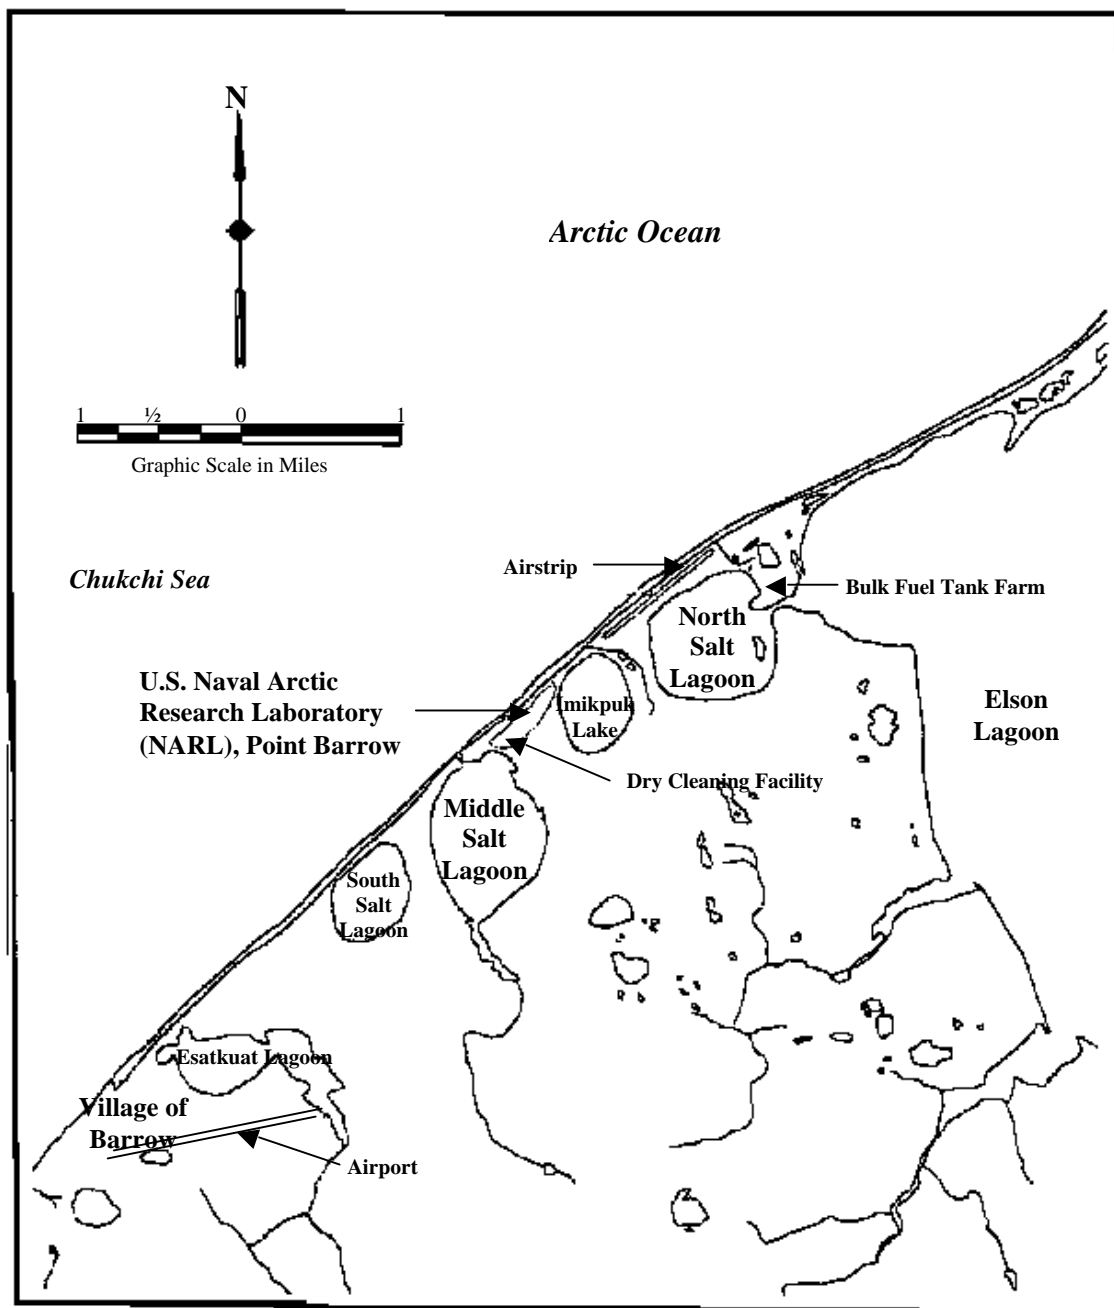 N
Arctic Ocean
1 ½ 0 1
Graphic Scale in Miles
Chukchi Sea
Airstrip
Bulk Fuel Tank Farm
North
Salt
Lagoon
U.S. Naval Arctic
Research Laboratory
(NARL), Point Barrow
Imikpuk
Lake
Elson
Lagoon
Dry Cleaning Facility
Middle
Salt
Lagoon
South
Salt
Lagoon
Esatkuat Lagoon
Village of
Barrow
Airport